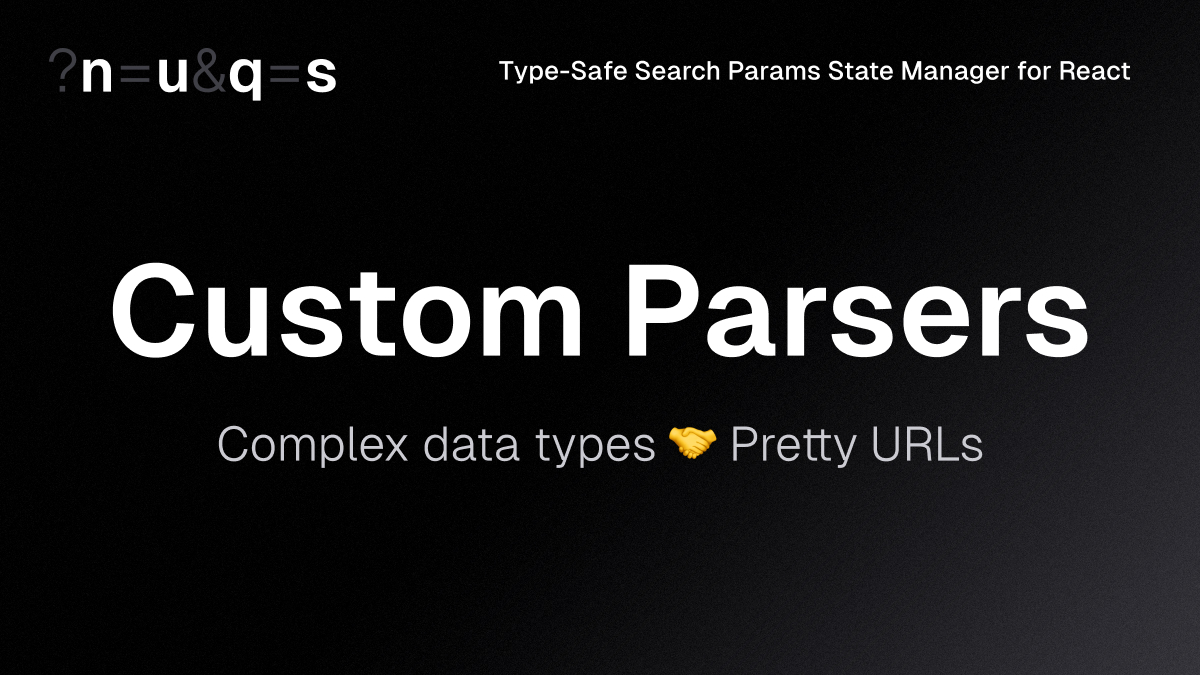 ?n=u&q=s
Type-Safe Search Params State Manager for React
Custom Parsers
Complex data types 🤝 Pretty URLs